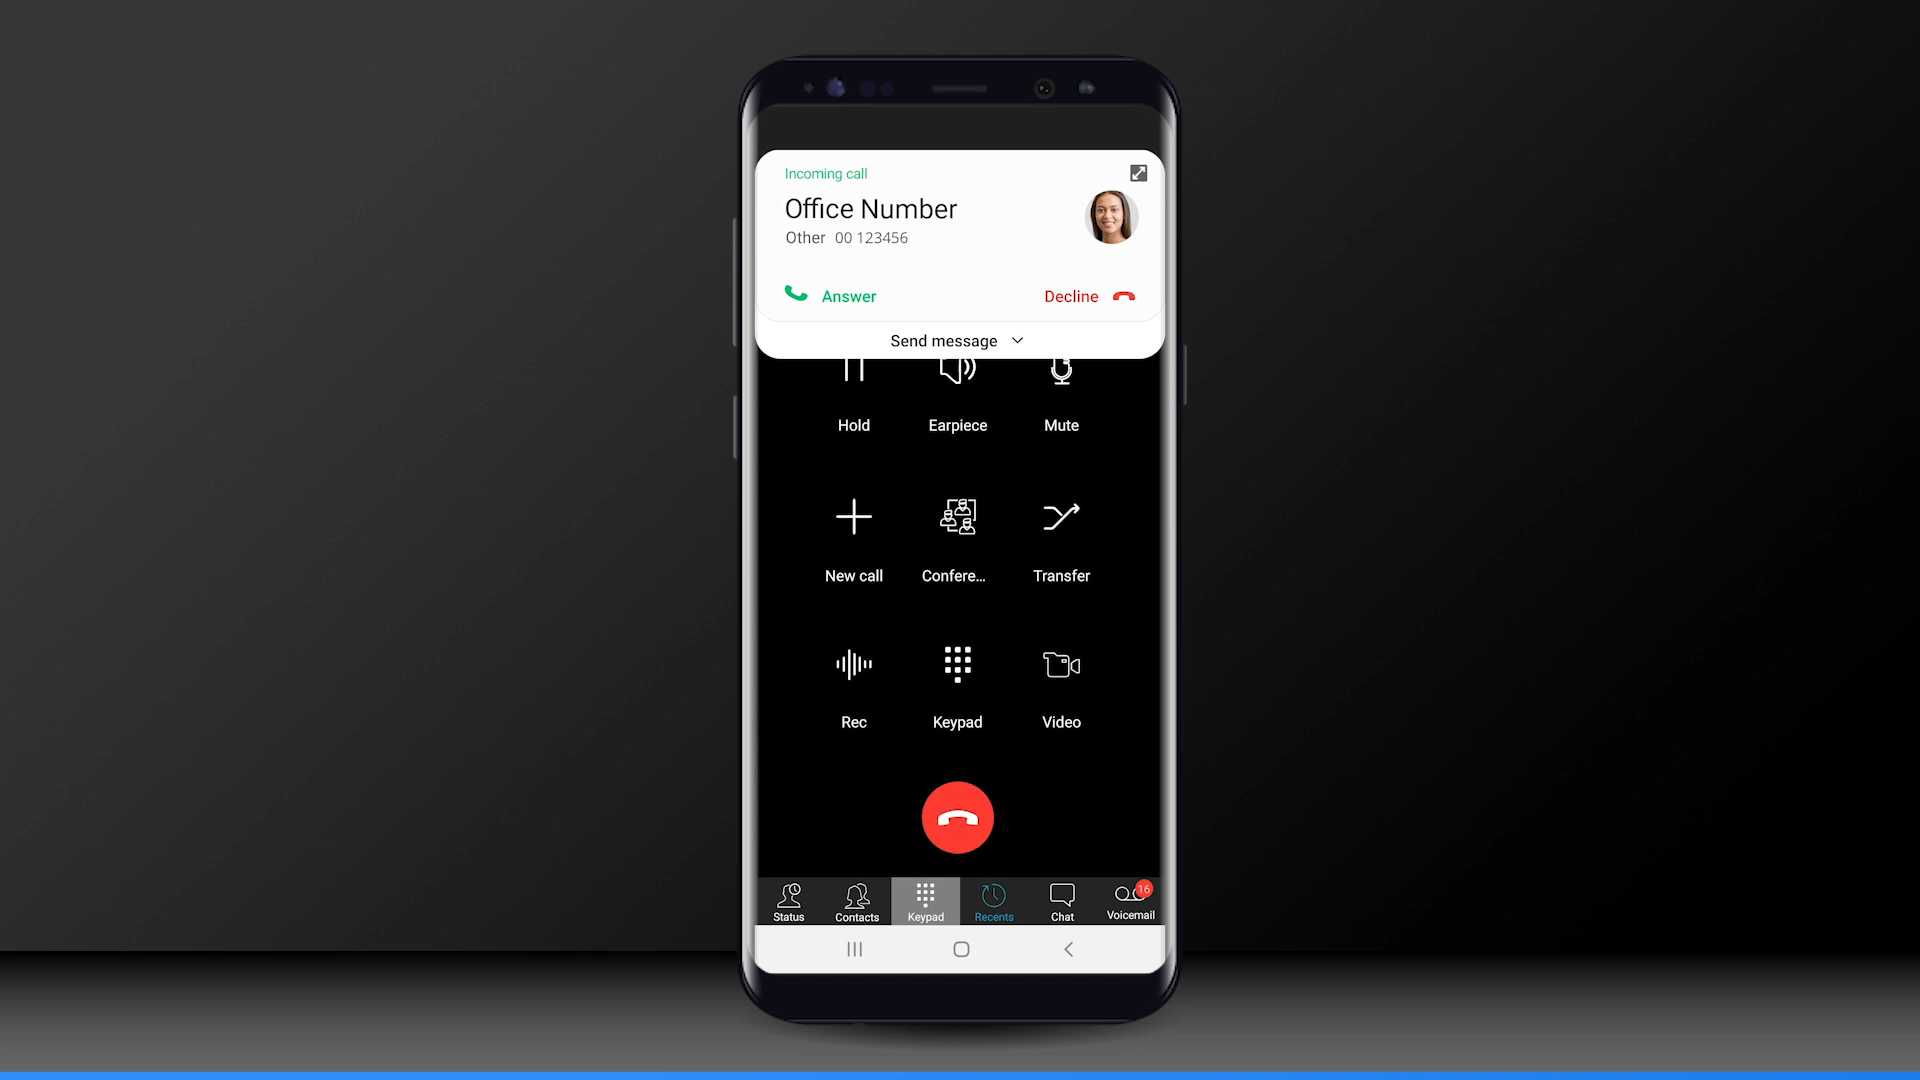 Incoming call
Office Number
Other 00 123456
Answer Decline
Send message
Hold Earpiece Mute
New call Confere... Transfer
Rec Keypad Video
16
Status Contacts Keypad Recents Chat Voicemail